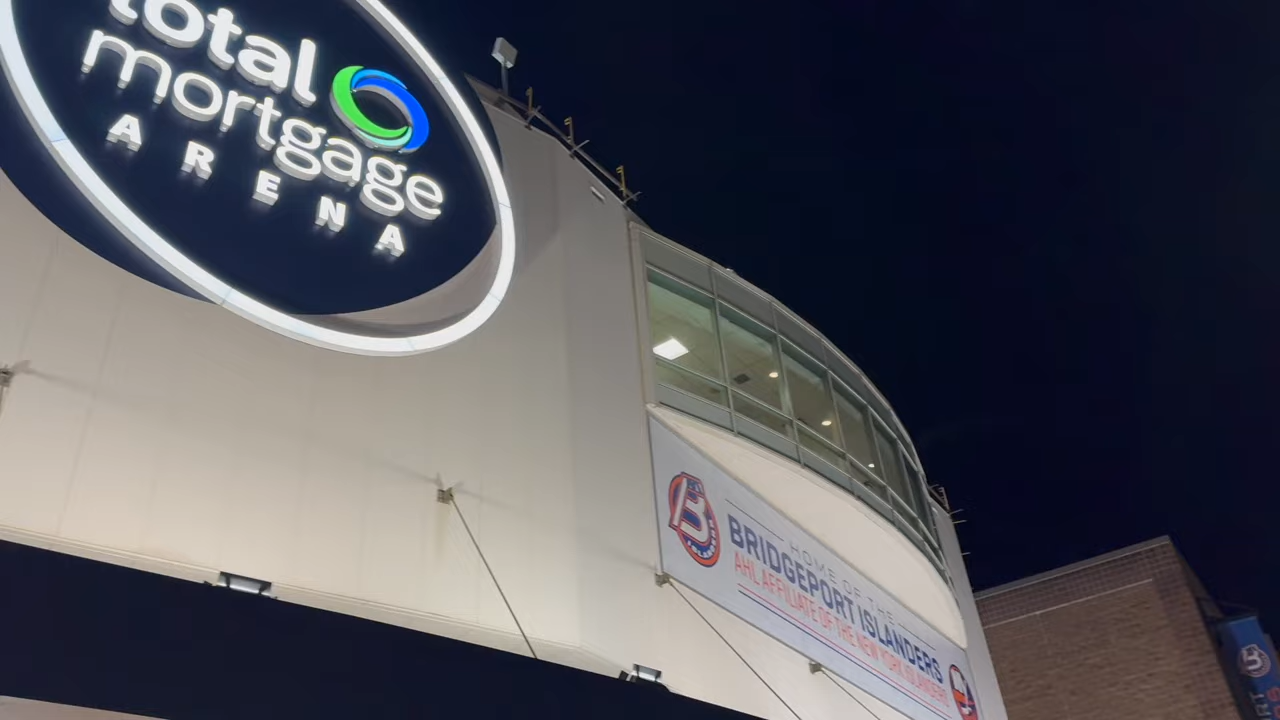 total
mortgage
ARENA
HOME OF THE
BRIDGEPORT ISLANDERS
AHL AFFILIATE OF THE NEW YORK ISLANDERS
B